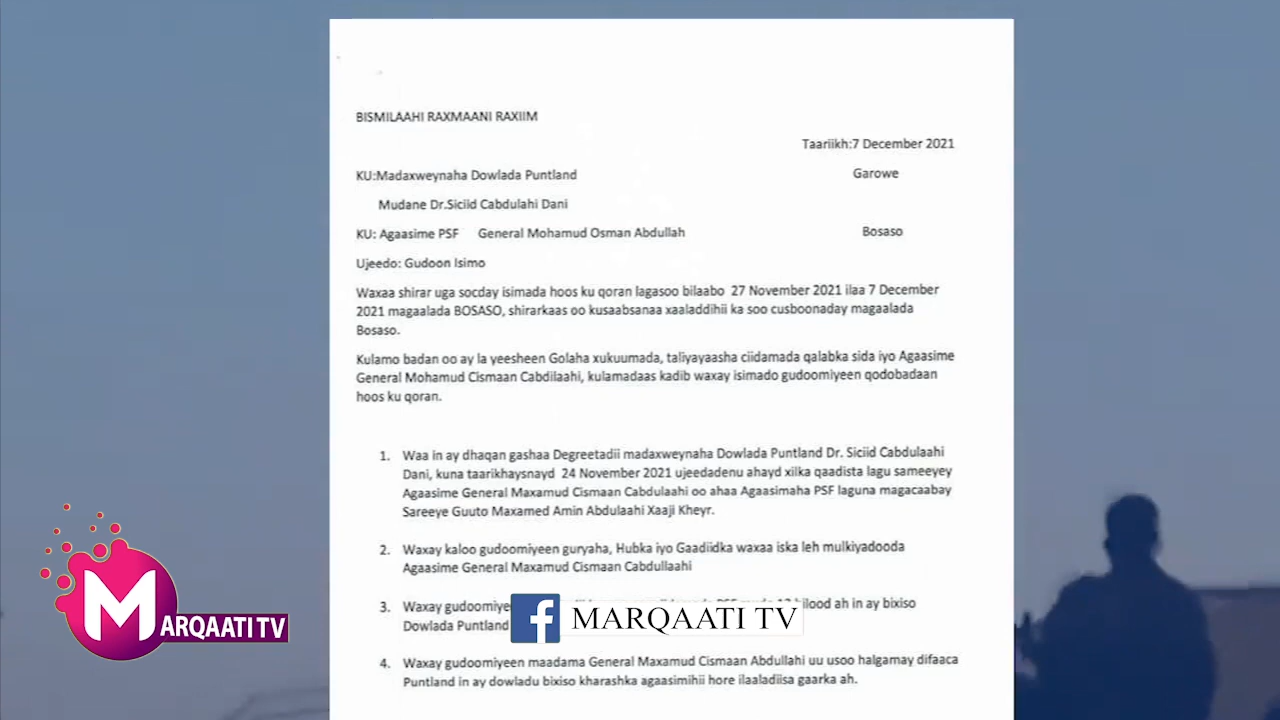 BISMILAAHI RAXMAANI RAXIIM
Taariikh:7 December 2021
KU:Madaxweynaha Dowlada Puntland Garowe
Mudane Dr.Siciid Cabdulahi Dani
KU: Agaasime PSF General Mohamud Osman Abdullah Bosaso
Ujeedo: Gudoon Isimo
Waxaa shirar uga socday isimada hoos ku qoran lagasoo bilaabo 27 November 2021 ilaa 7 December
2021 magaalada BOSASO, shirarkaas oo kusaabsanaa xaaladdihii ka soo cusboonaday magaalada
Bosaso.
Kulamo badan oo ay la yeesheen Golaha xukuumada, taliyayaasha ciidamada qalabka sida iyo Agaasime
General Mohamud Cismaan Cabdilaahi, kulamadaas kadib waxay isimado gudoomiyeen qodobadaan
hoos ku qoran.
1. Waa in ay dhaqan gashaa Degreetadii madaxweynaha Dowlada Puntland Dr. Siciid Cabdulaahi
Dani, kuna taarikhaysnayd 24 November 2021 ujeedadenu ahayd xilka qaadista lagu sameeyey
Agaasime General Maxamud Cismaan Cabdulaahi oo ahaa Agaasimaha PSF laguna magacaabay
Sareeye Guuto Maxamed Amin Abdulaahi Xaaji Kheyr.
2. Waxay kaloo gudoomiyeen guryaha, Hubka iyo Gaadiidka waxaa iska leh mulkiyadooda
Agaasime General Maxamud Cismaan Cabdullaahi
3. Waxay bilood ah in ay bixiso
Dowlada Puntland
4. Waxay gudoomiyeen maadama General Maxamud Cismaan Abdullahi uu usoo halgamay difaaca
Puntland in ay dowladu bixiso kharashka agaasimihii hore ilaaladiisa gaarka ah.
f MARQAATI TV
MARQAATI TV